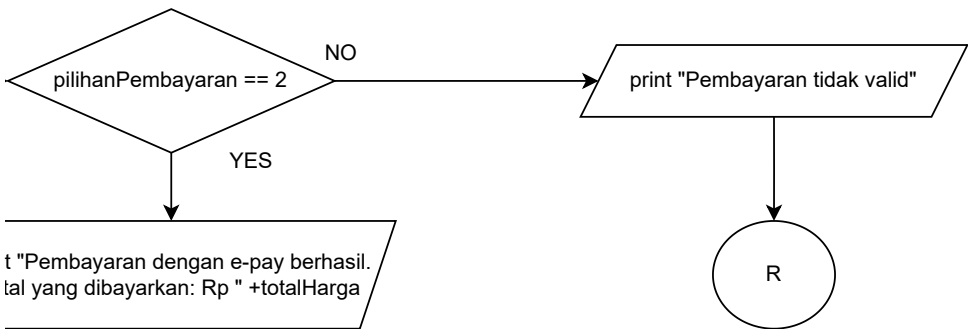 NO
pilihanPembayaran == 2
print "Pembayaran tidak valid"
YES
"Pembayaran dengan e-pay berhasil.
yang dibayarkan: Rp " +totalHarga
R